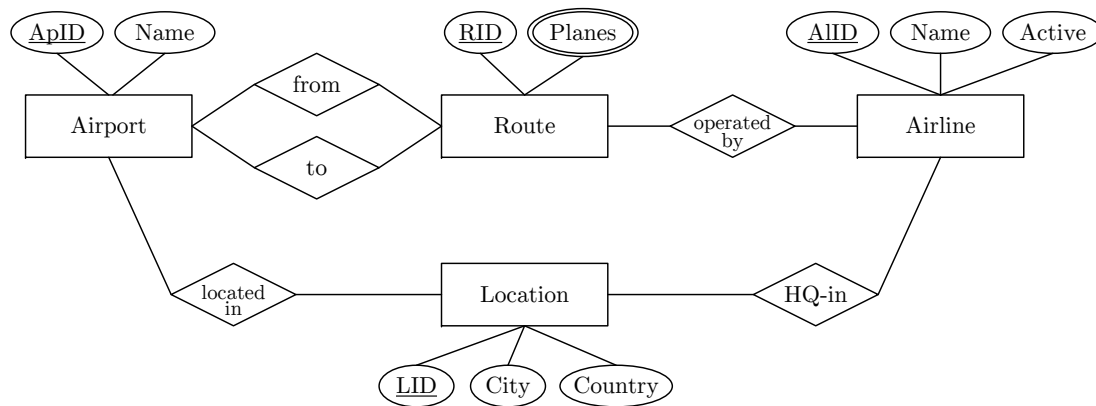 ApID Name RID Planes AlID Name Active
from
Airport Route operated by Airline
to
located in Location HQ-in
LID City Country